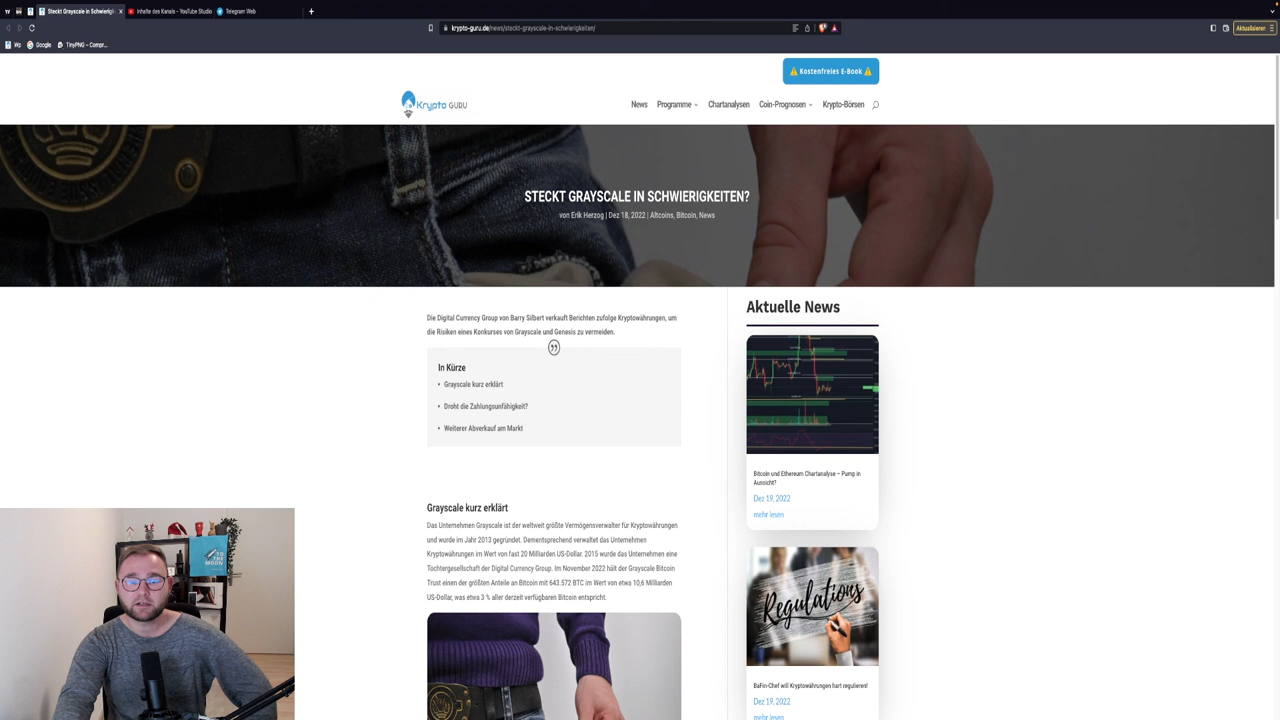 Steckt Grayscale in Schwierigke
Inhalte des Kanals - YouTube Studio
Telegram Web
krypto-guru.de/news/steckt-grayscale-in-schwierigkeiten/
Aktualisieren
Wp
Google
TinyPNG – Compr...
Kostenfreies E-Book
Krypto GURU
News
Programme
Chartanalysen
Coin-Prognosen
Krypto-Börsen
STECKT GRAYSCALE IN SCHWIERIGKEITEN?
von Erik Herzog | Dez 18, 2022 | Altcoins, Bitcoin, News
Die Digital Currency Group von Barry Silbert verkauft Berichten zufolge Kryptowährungen, um
die Risiken eines Konkurses von Grayscale und Genesis zu vermeiden.
In Kürze
• Grayscale kurz erklärt
• Droht die Zahlungsunfähigkeit?
• Weiterer Abverkauf am Markt
Grayscale kurz erklärt
Das Unternehmen Grayscale ist der weltweit größte Vermögensverwalter für Kryptowährungen
und wurde im Jahr 2013 gegründet. Dementsprechend verwaltet das Unternehmen
Kryptowährungen im Wert von fast 20 Milliarden US-Dollar. 2015 wurde das Unternehmen eine
Tochtergesellschaft der Digital Currency Group. Im November 2022 hält der Grayscale Bitcoin
Trust einen der größten Anteile an Bitcoin mit 643.572 BTC im Wert von etwa 10,6 Milliarden
US-Dollar, was etwa 3 % aller derzeit verfügbaren Bitcoin entspricht.
Aktuelle News
Bitcoin und Ethereum Chartanalyse – Pump in
Aussicht?
Dez 19, 2022
mehr lesen
Regulations
BaFin-Chef will Kryptowährungen hart regulieren!
Dez 19, 2022
mehr lesen
TO THE
MOON